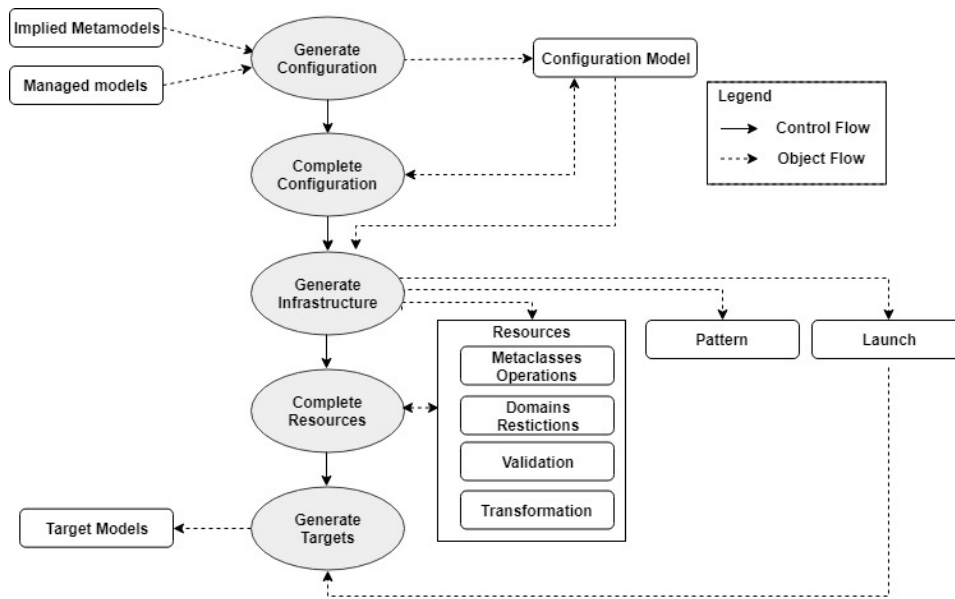 Implied Metamodels
Managed models
Generate
Configuration
Configuration Model
Legend
Control Flow
Object Flow
Complete
Configuration
Generate
Infrastructure
Resources
Metaclasses
Operations
Domains
Restictions
Validation
Transformation
Pattern
Launch
Complete
Resources
Target Models
Generate
Targets